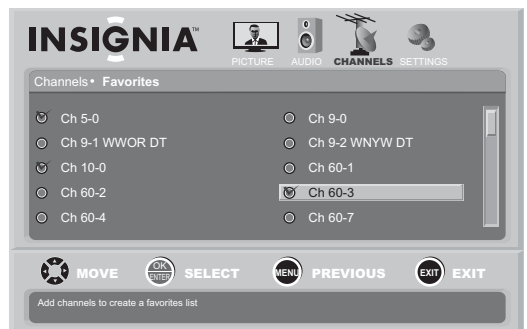 INSIGNIA™
PICTURE AUDIO CHANNELS SETTINGS
Channels• Favorites
Ch 5-0 Ch 9-0
Ch 9-1 WWOR DT Ch 9-2 WNYW DT
Ch 10-0 Ch 60-1
Ch 60-2 Ch 60-3
Ch 60-4 Ch 60-7
MOVE OK ENTER SELECT MENU PREVIOUS EXIT EXIT
Add channels to create a favorites list